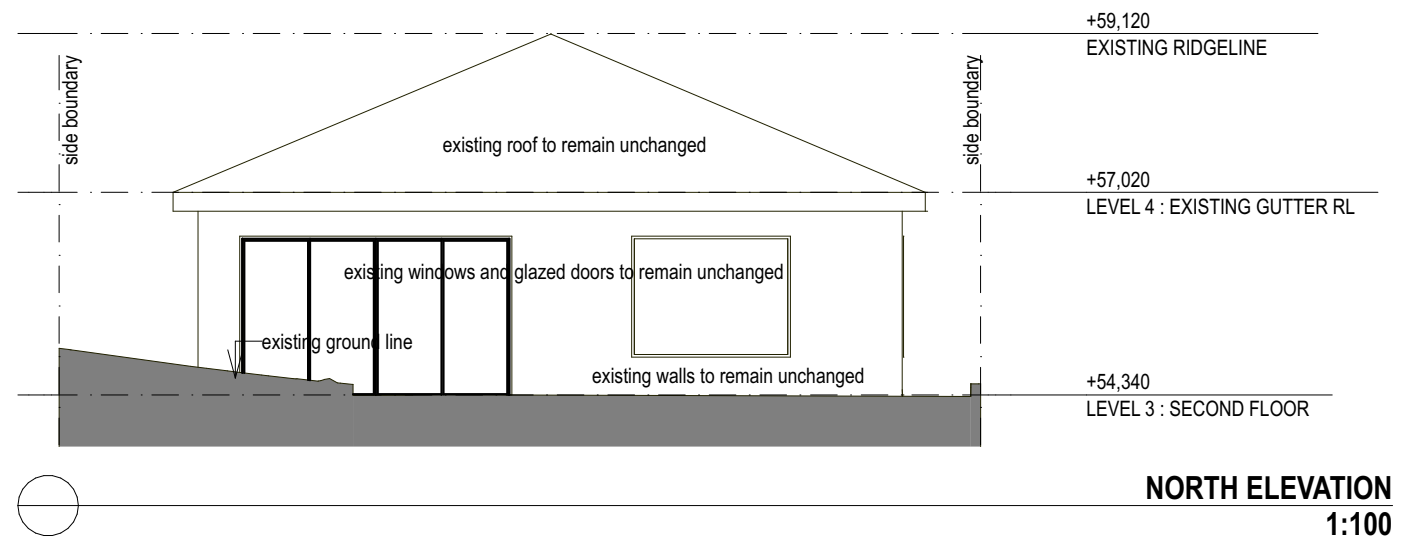 +59,120
EXISTING RIDGELINE
side boundary
side boundary
existing roof to remain unchanged
+57,020
LEVEL 4 : EXISTING GUTTER RL
existing windows and glazed doors to remain unchanged
existing ground line
existing walls to remain unchanged
+54,340
LEVEL 3 : SECOND FLOOR
NORTH ELEVATION
1:100